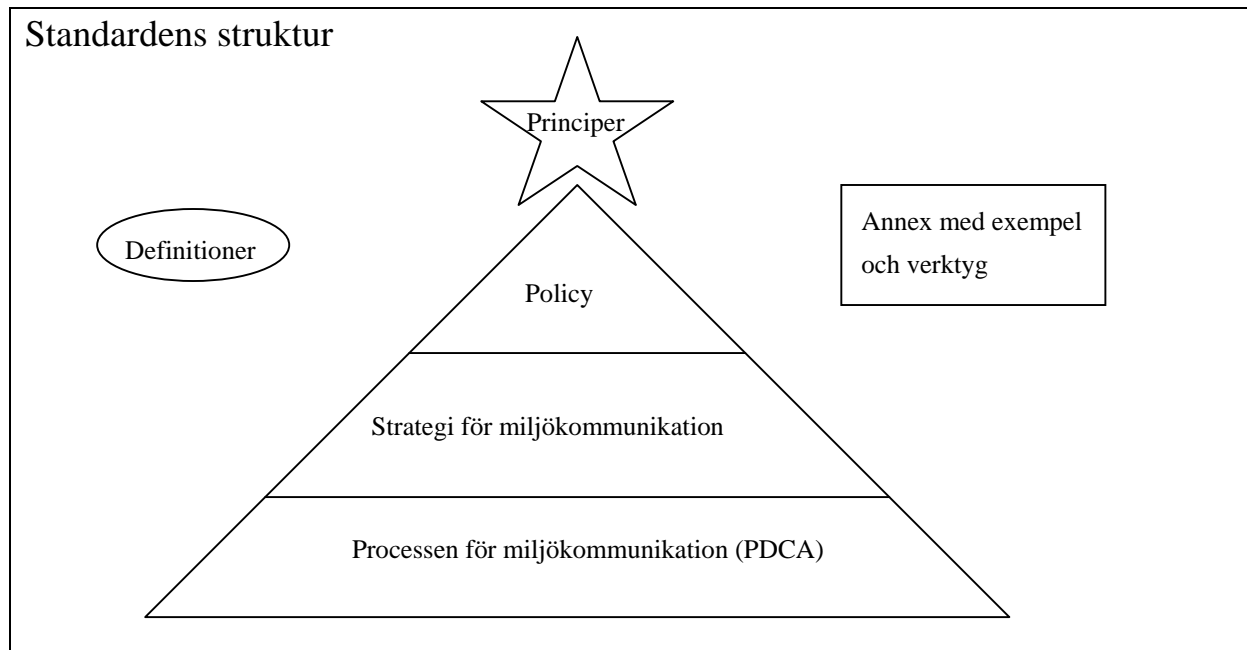 Standardens struktur
Principer
Definitioner
Annex med exempel
och verktyg
Policy
Strategi för miljökommunikation
Processen för miljökommunikation (PDCA)